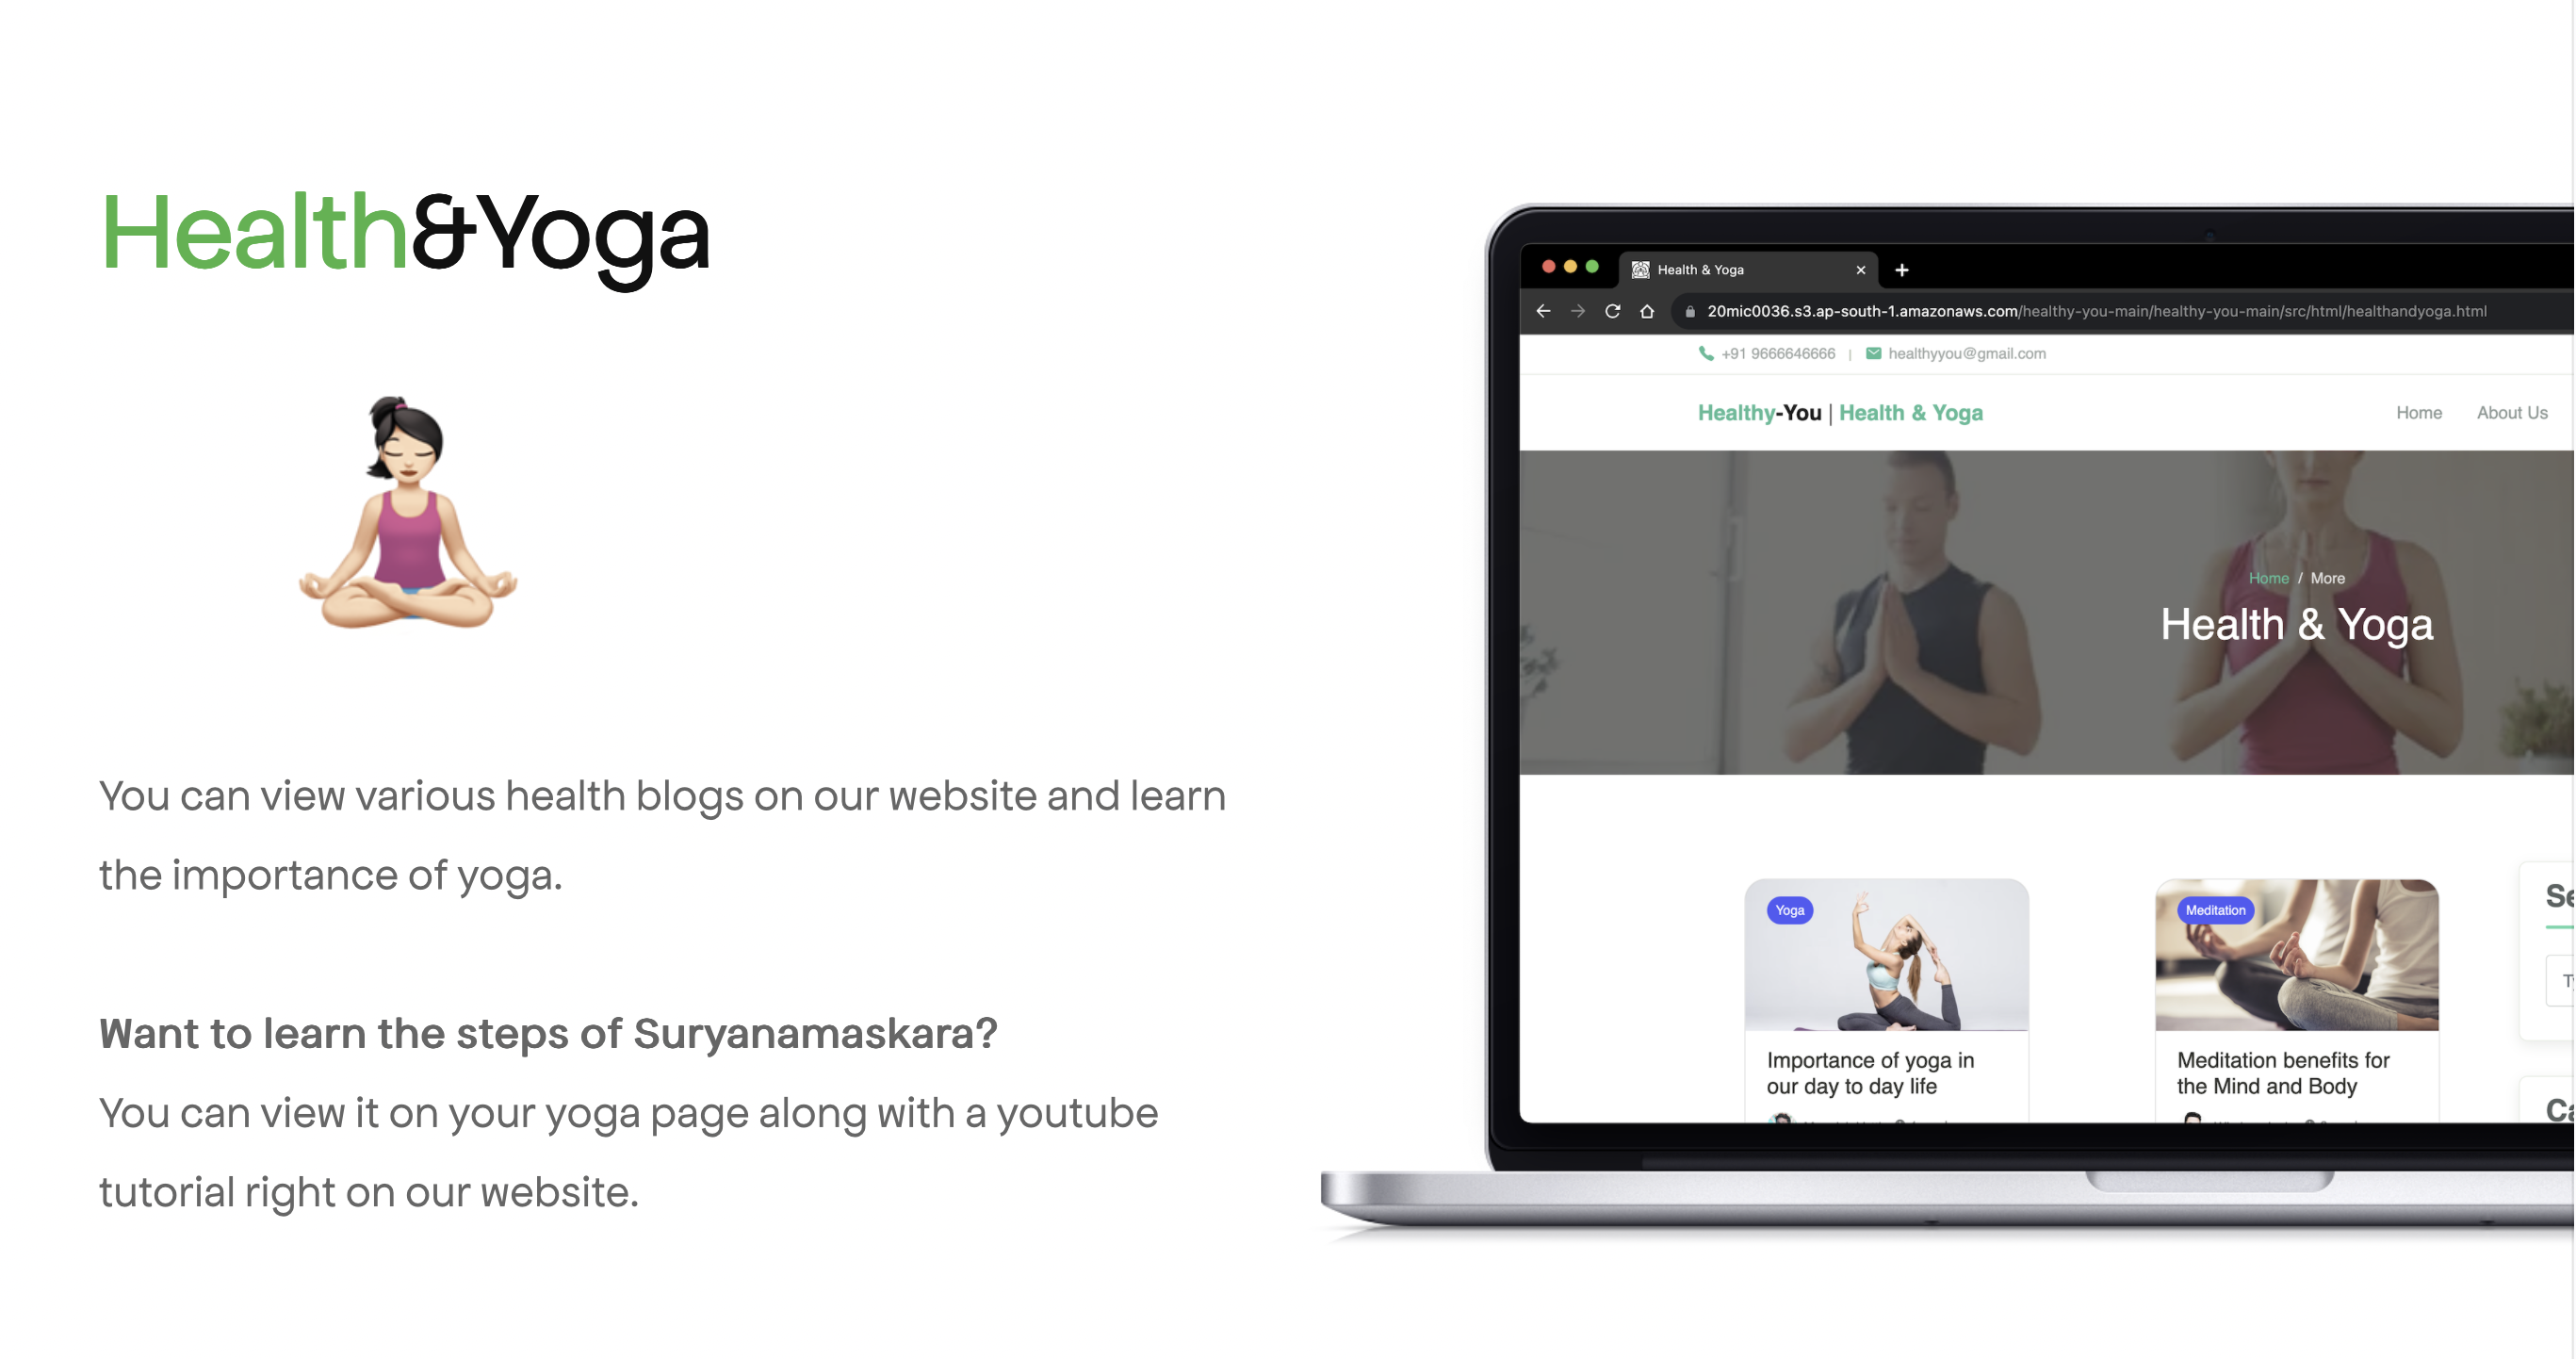 Health&Yoga
You can view various health blogs on our website and learn
the importance of yoga.
Want to learn the steps of Suryanamaskara?
You can view it on your yoga page along with a youtube
tutorial right on our website.
Health & Yoga
20mic0036.s3.ap-south-1.amazonaws.com/healthy-you-main/healthy-you-main/src/html/healthandyoga.html
+91 9666646666 | healthyyou@gmail.com
Healthy-You | Health & Yoga
Home About Us
Home / More
Health & Yoga
Yoga
Importance of yoga in
our day to day life
Meditation
Meditation benefits for
the Mind and Body